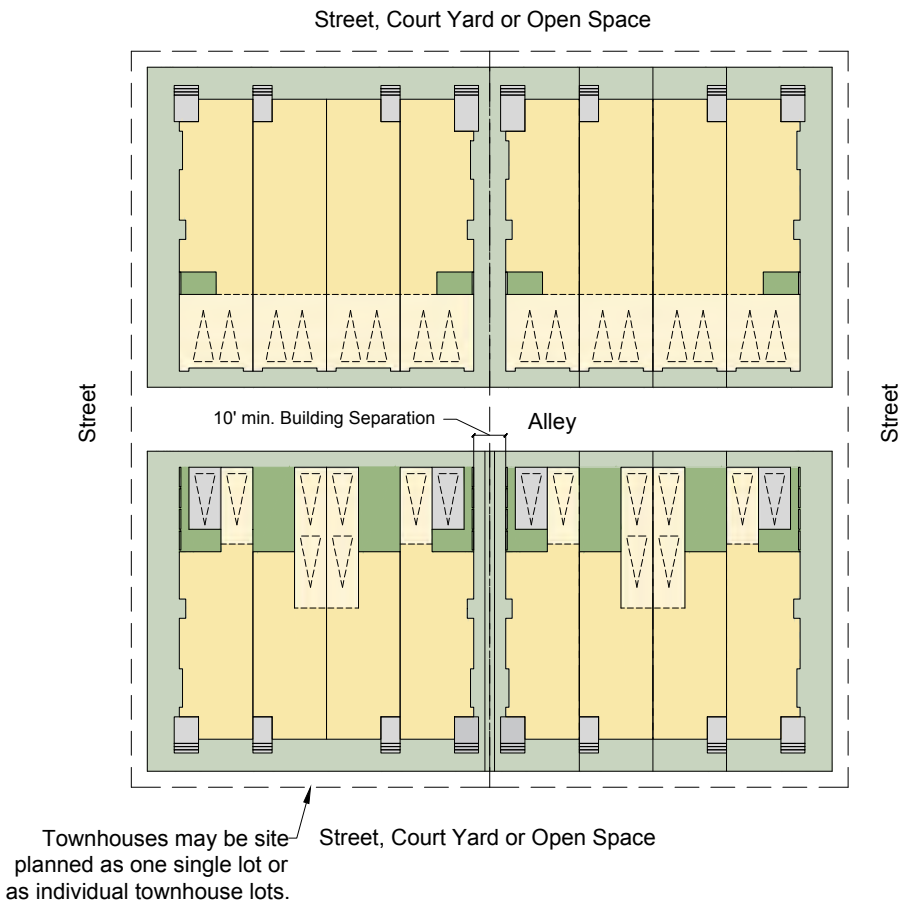 Street, Court Yard or Open Space
Street
Street
10' min. Building Separation
Alley
Townhouses may be site
planned as one single lot or
as individual townhouse lots.
Street, Court Yard or Open Space